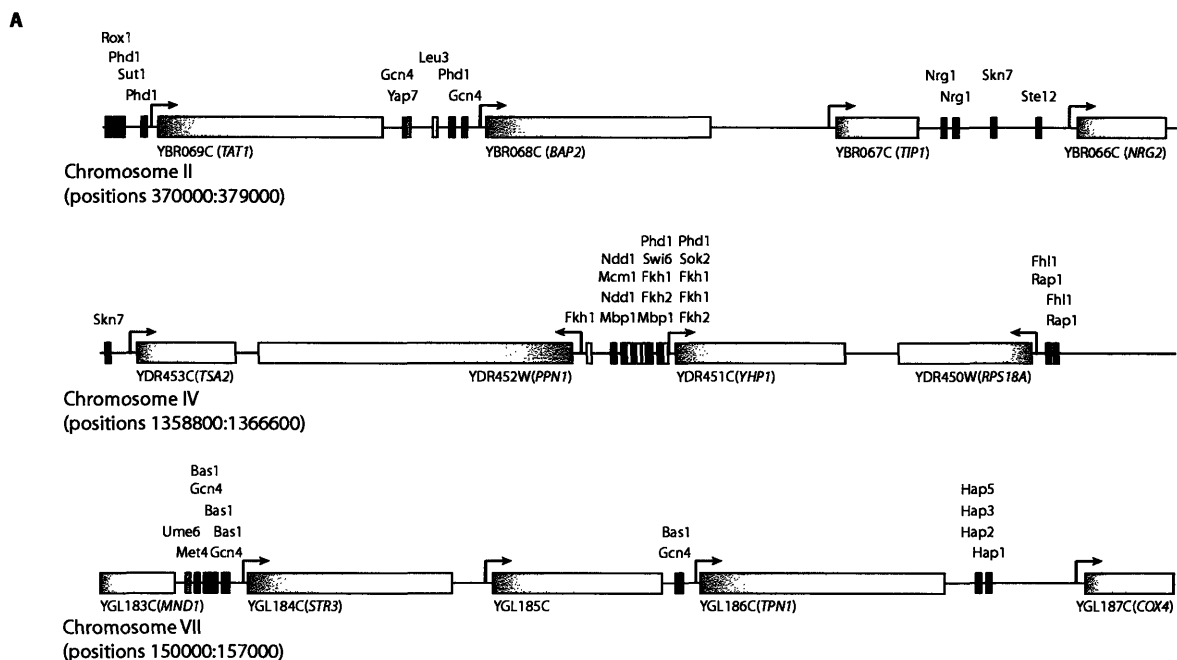 A
Rox1
Phd1
Sut1
Phd1
Gcn4
Yap7
Leu3
Phd1
Gcn4
Nrg1
Nrg1
Skn7
Ste12
YBR069C (TAT1)
YBR068C (BAP2)
YBR067C (TIP1)
YBR066C (NRG2)
Chromosome II
(positions 370000:379000)
Phd1 Phd1
Ndd1 Swi6 Sok2
Mcm1 Fkh1 Fkh1
Ndd1 Fkh2 Fkh1
Skn7
Fkh1 Mbp1 Mbp1 Fkh2
Fhl1
Rap1
Fhl1
Rap1
YDR453C(TSA2)
YDR452W(PPN1)
YDR451C(YHP1)
YDR450W(RPS18A)
Chromosome IV
(positions 1358800:1366600)
Bas1
Gcn4
Bas1
Ume6 Bas1
Met4 Gcn4
Bas1
Gcn4
Hap5
Hap3
Hap2
Hap1
YGL183C(MND1)
YGL184C(STR3)
YGL185C
YGL186C(TPN1)
YGL187C(COX4)
Chromosome VII
(positions 150000:157000)